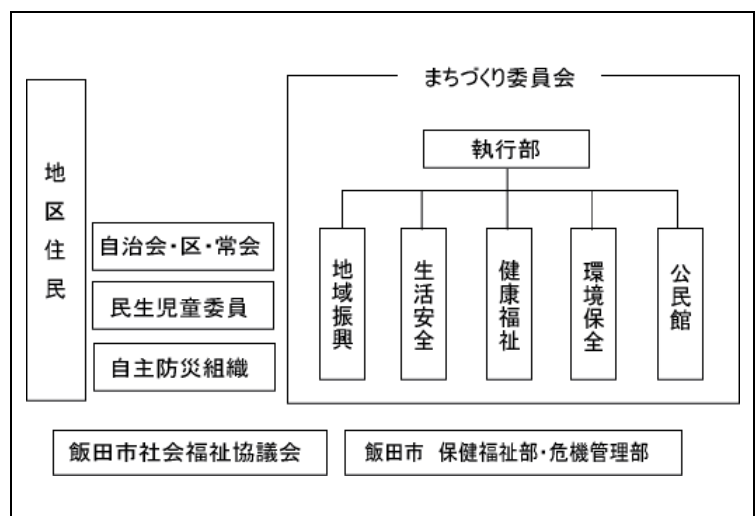 まちづくり委員会
執行部
地区住民
自治会・区・常会
民生児童委員
自主防災組織
地域振興
生活安全
健康福祉
環境保全
公民館
飯田市社会福祉協議会
飯田市 保健福祉部・危機管理部